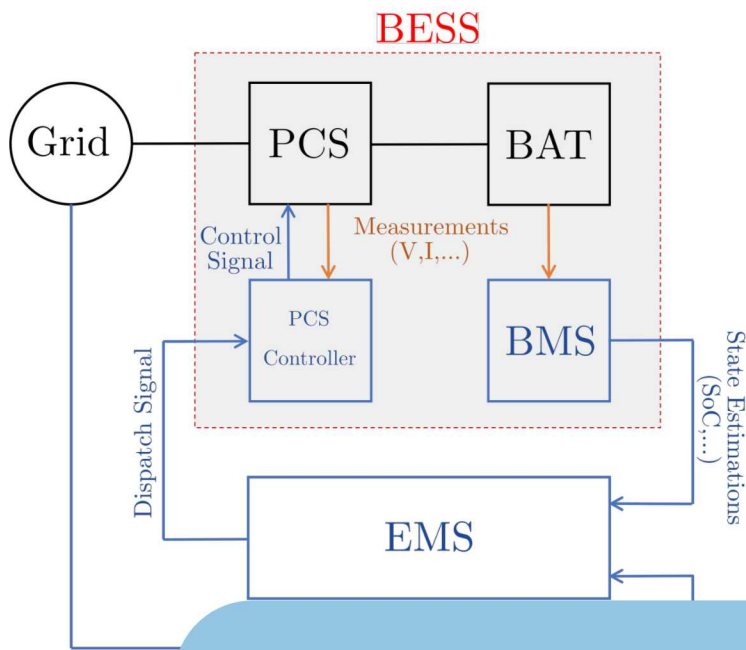 BESS
Grid
PCS
BAT
Control
Signal
Measurements
(V,I,...)
PCS
Controller
BMS
Dispatch Signal
State Estimations
(SoC,...)
EMS